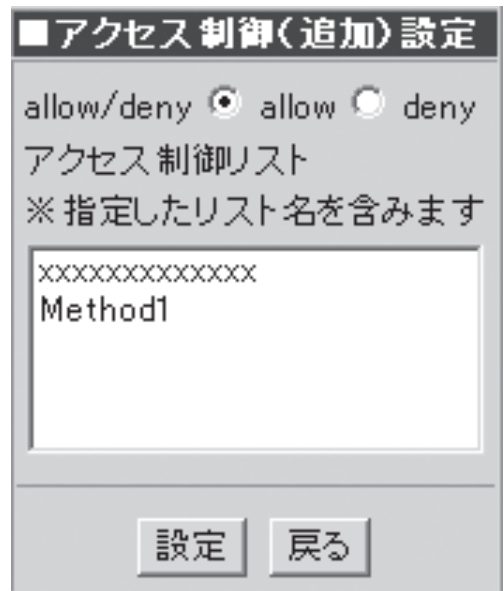 ■アクセス制御(追加)設定
allow/deny allow deny
アクセス制御リスト
※指定したリスト名を含みます
xxxxxxxxxxxxx
Method1
設定 戻る